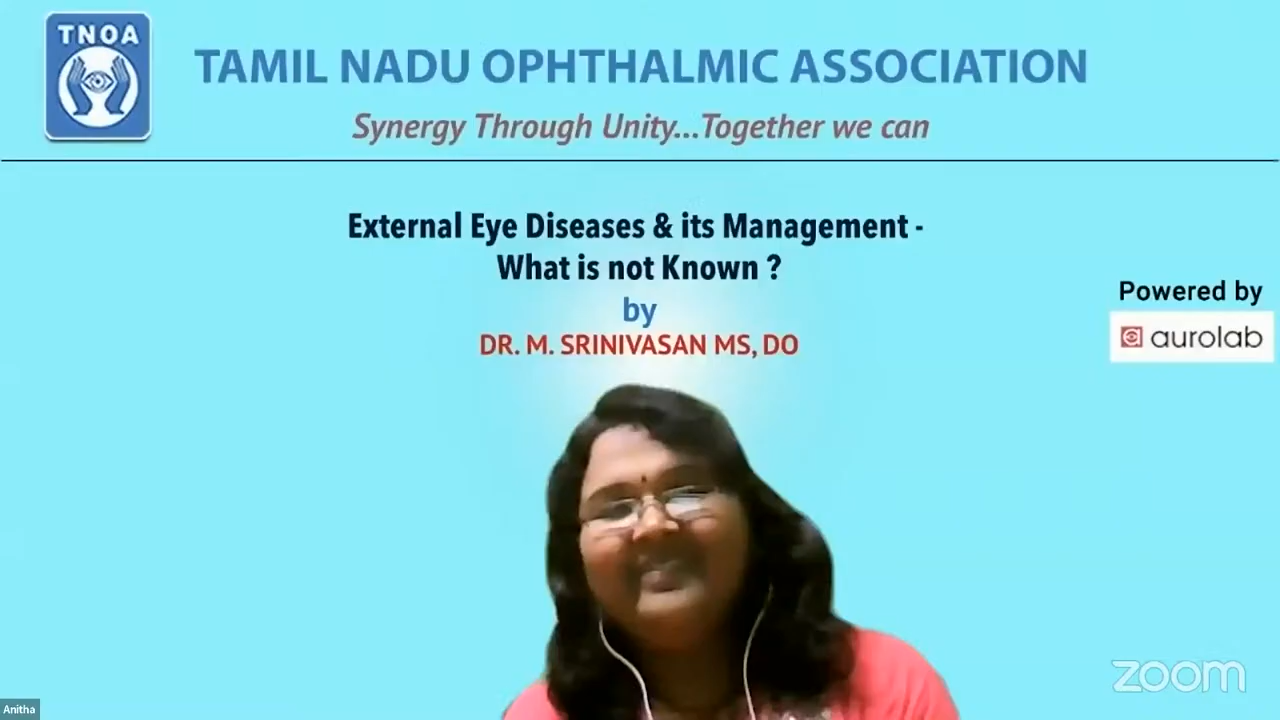 TNOA
TAMIL NADU OPHTHALMIC ASSOCIATION
Synergy Through Unity...Together we can
External Eye Diseases & its Management -
What is not Known ?
by
DR. M. SRINIVASAN MS, DO
Powered by
aurolab
zoom
Anitha